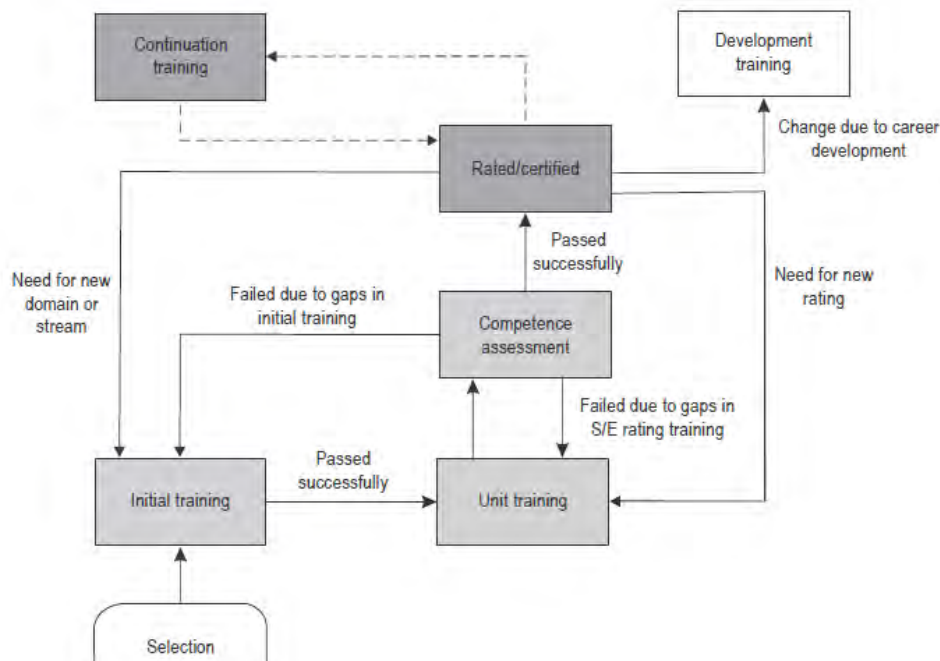 Continuation
training
Development
training
Change due to career
development
Rated/certified
Passed
successfully
Need for new
domain or
stream
Failed due to gaps in
initial training
Need for new
rating
Competence
assessment
Failed due to gaps in
S/E rating training
Initial training
Passed
successfully
Unit training
Selection